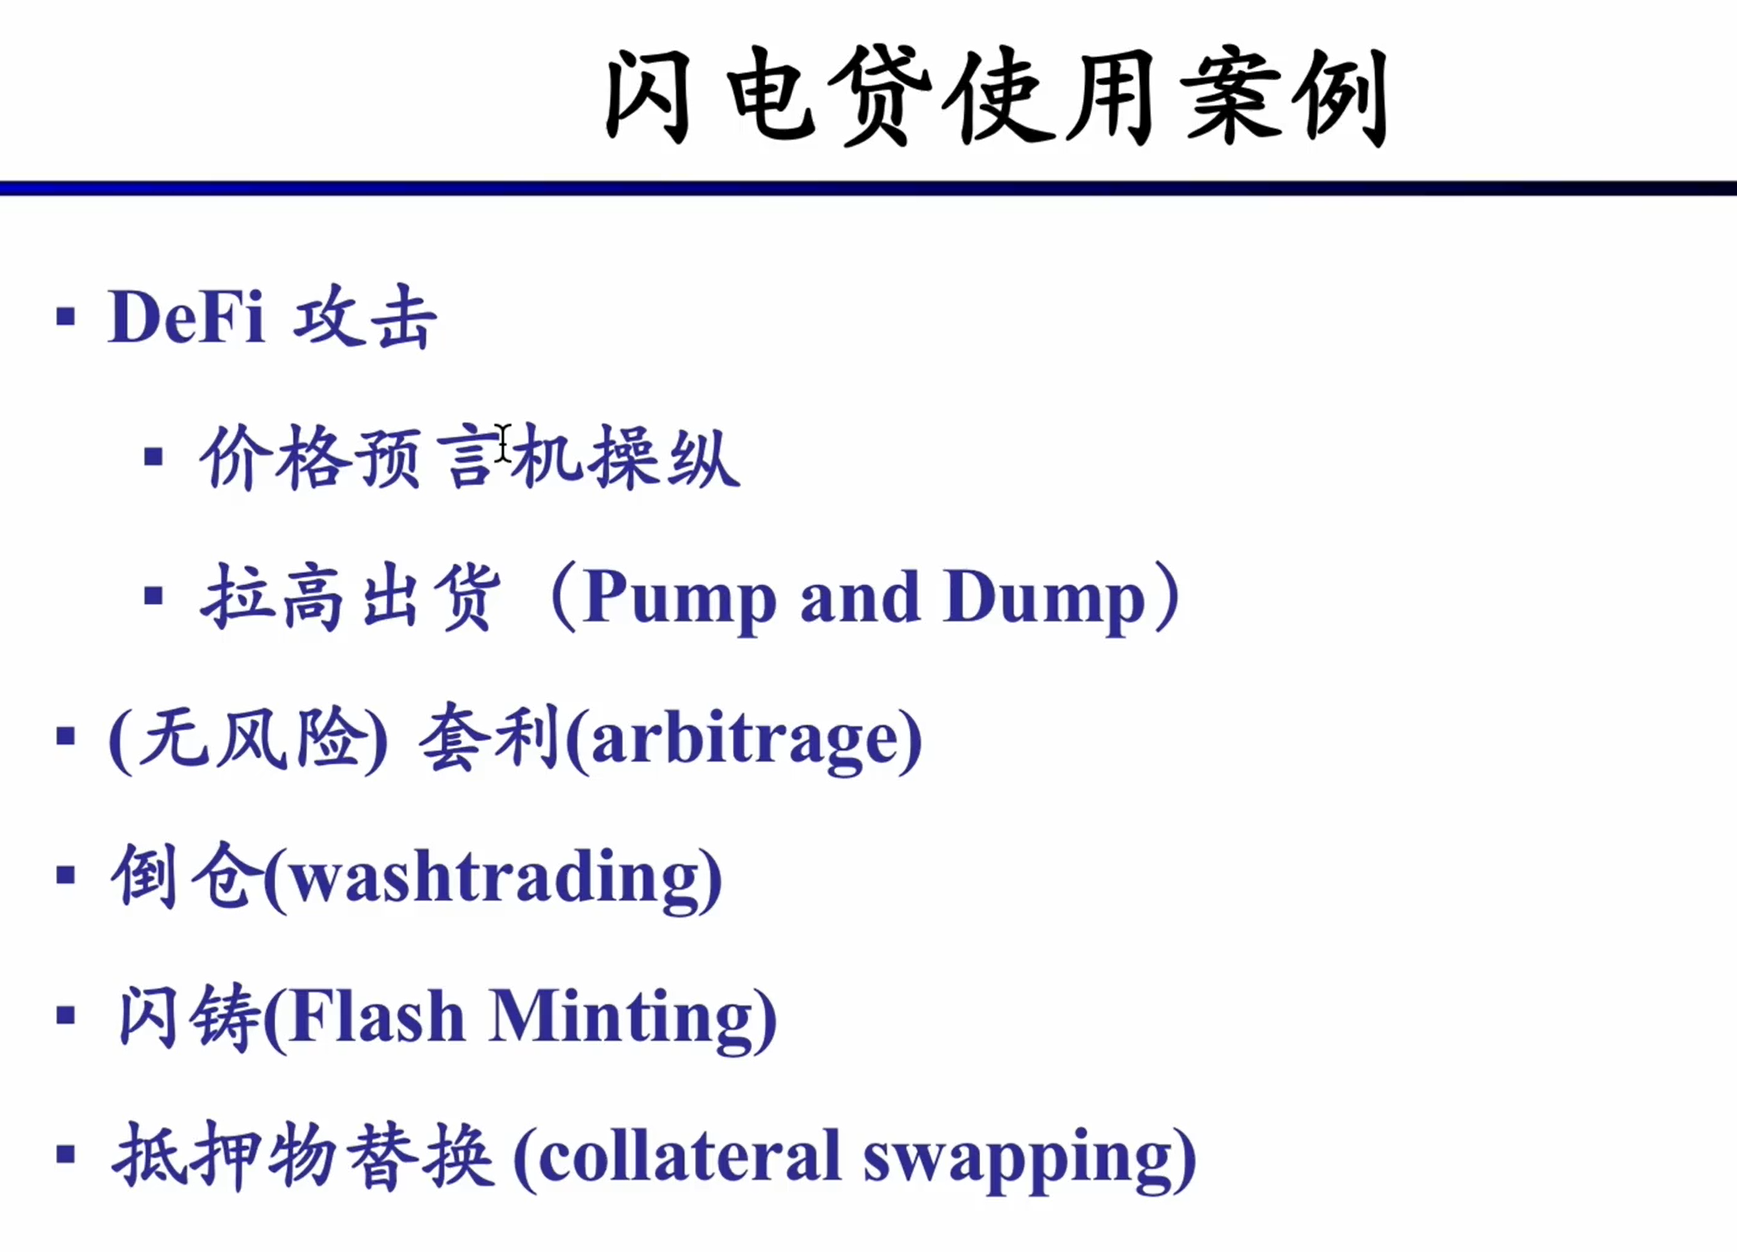 闪电贷使用案例
▪ DeFi 攻击
▪ 价格预言机操纵
▪ 拉高出货（Pump and Dump）
▪ (无风险) 套利(arbitrage)
▪ 倒仓(washtrading)
▪ 闪铸(Flash Minting)
▪ 抵押物替换 (collateral swapping)